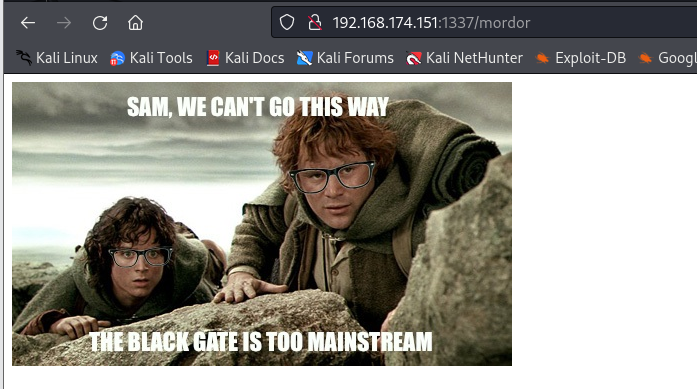 192.168.174.151:1337/mordor
Kali Linux Kali Tools Kali Docs Kali Forums Kali NetHunter Exploit-DB Googl
SAM, WE CAN'T GO THIS WAY
THE BLACK GATE IS TOO MAINSTREAM